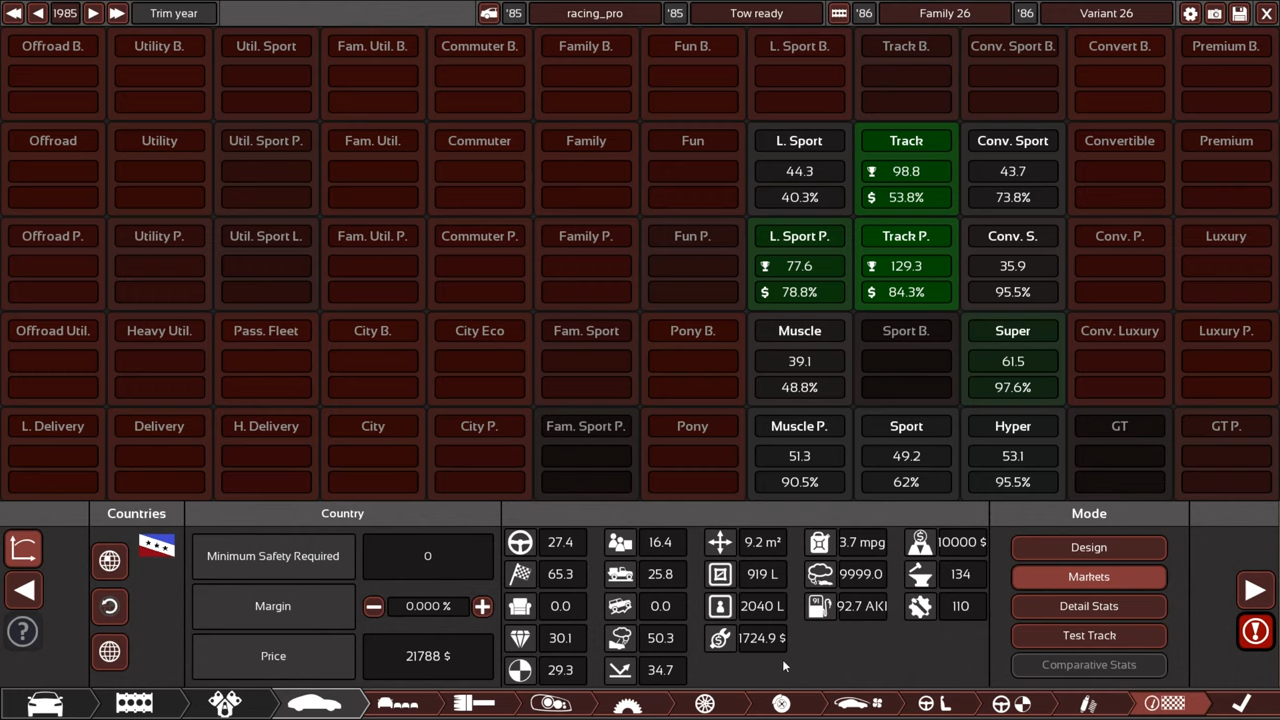 1985 Trim year '85 racing_pro '85 Tow ready '86 Family 26 '86 Variant 26
Offroad B. Utility B. Util. Sport Fam. Util. B. Commuter B. Family B. Fun B. L. Sport B. Track B. Conv. Sport B. Convert B. Premium B.
Offroad Utility Util. Sport P. Fam. Util. Commuter Family Fun L. Sport Track Conv. Sport Convertible Premium
44.3 98.8 43.7
40.3% $ 53.8% 73.8%
Offroad P. Utility P. Util. Sport L. Fam. Util. P. Commuter P. Family P. Fun P. L. Sport P. Track P. Conv. S. Conv. P. Luxury
77.6 129.3 35.9
$ 78.8% $ 84.3% 95.5%
Offroad Util. Heavy Util. Pass. Fleet City B. City Eco Fam. Sport Pony B. Muscle Sport B. Super Conv. Luxury Luxury P.
39.1 61.5
48.8% 97.6%
L. Delivery Delivery H. Delivery City City P. Fam. Sport P. Pony Muscle P. Sport Hyper GT GT P.
51.3 49.2 53.1
90.5% 62% 95.5%
Countries Country Mode
27.4 16.4 9.2 m² 3.7 mpg 10000 $ Design
Minimum Safety Required 0
65.3 25.8 919 L 9999.0 134 Markets
Margin 0.000 % 0.0 0.0 2040 L 91 92.7 AKI 110 Detail Stats
30.1 50.3 1724.9 $ Test Track
Price 21788 $
29.3 34.7 Comparative Stats
?